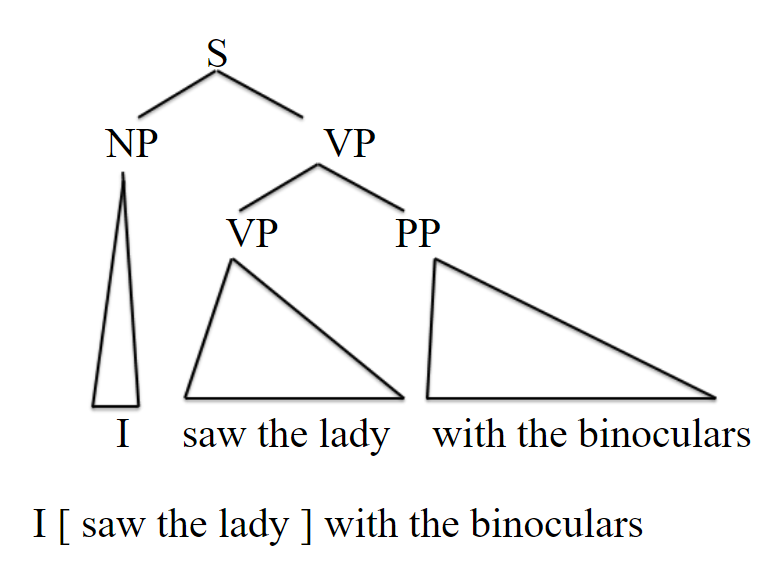 S
NP VP
VP PP
I saw the lady with the binoculars
I [ saw the lady ] with the binoculars